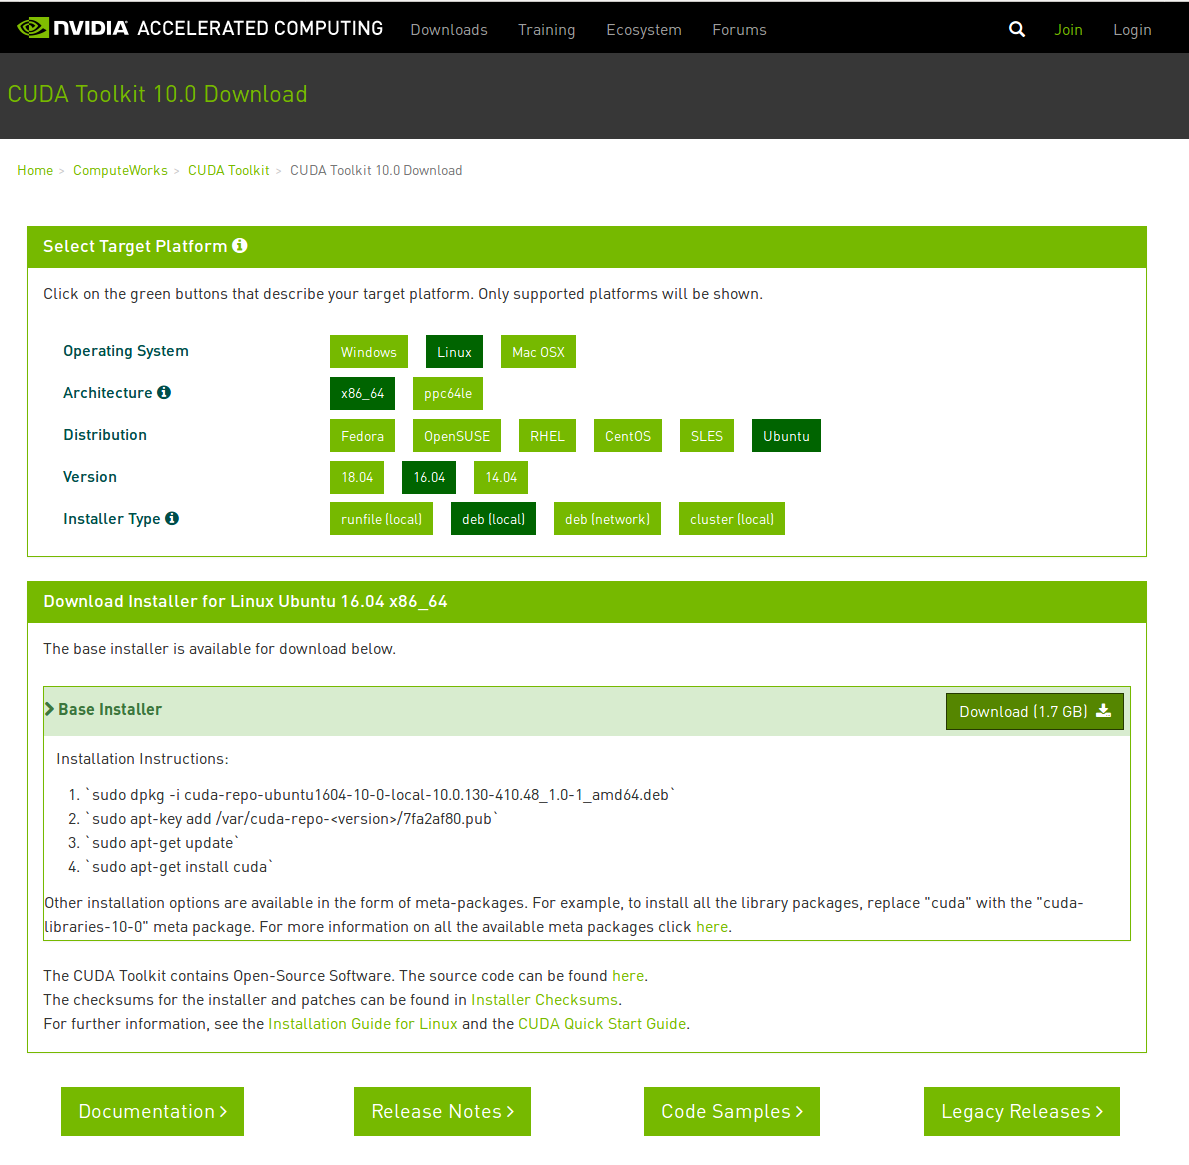 NVIDIA ACCELERATED COMPUTING Downloads Training Ecosystem Forums Join Login
CUDA Toolkit 10.0 Download
Home > ComputeWorks > CUDA Toolkit > CUDA Toolkit 10.0 Download
Select Target Platform
Click on the green buttons that describe your target platform. Only supported platforms will be shown.
Operating System Windows Linux Mac OSX
Architecture x86_64 ppc64le
Distribution Fedora OpenSUSE RHEL CentOS SLES Ubuntu
Version 18.04 16.04 14.04
Installer Type runfile (local) deb (local) deb (network) cluster (local)
Download Installer for Linux Ubuntu 16.04 x86_64
The base installer is available for download below.
Base Installer Download (1.7 GB)
Installation Instructions:
1. `sudo dpkg -i cuda-repo-ubuntu1604-10-0-local-10.0.130-410.48_1.0-1_amd64.deb`
2. `sudo apt-key add /var/cuda-repo-<version>/7fa2af80.pub`
3. `sudo apt-get update`
4. `sudo apt-get install cuda`
Other installation options are available in the form of meta-packages. For example, to install all the library packages, replace "cuda" with the "cuda-
libraries-10-0" meta package. For more information on all the available meta packages click here.
The CUDA Toolkit contains Open-Source Software. The source code can be found here.
The checksums for the installer and patches can be found in Installer Checksums.
For further information, see the Installation Guide for Linux and the CUDA Quick Start Guide.
Documentation > Release Notes > Code Samples > Legacy Releases >